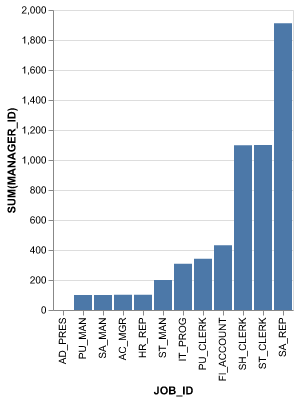 2,000
1,800
1,600
1,400
1,200
1,000
800
600
400
200
0
SUM(MANAGER_ID)
AD_PRES
PU_MAN
SA_MAN
AC_MGR
HR_REP
ST_MAN
IT_PROG
PU_CLERK
FI_ACCOUNT
SH_CLERK
ST_CLERK
SA_REP
JOB_ID